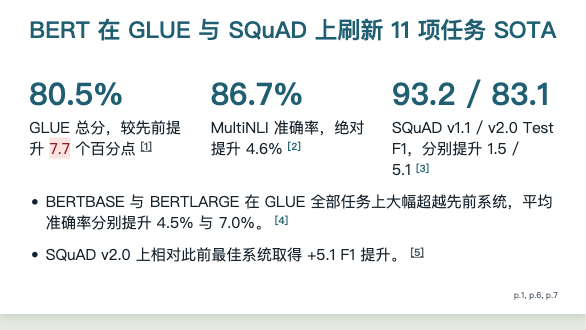 BERT 在 GLUE 与 SQuAD 上刷新 11 项任务 SOTA
80.5%
GLUE 总分，较先前提
升 7.7 个百分点 [1]
86.7%
MultiNLI 准确率，绝对
提升 4.6% [2]
93.2 / 83.1
SQuAD v1.1 / v2.0 Test
F1，分别提升 1.5 /
5.1 [3]
• BERTBASE 与 BERTLARGE 在 GLUE 全部任务上大幅超越先前系统，平均
准确率分别提升 4.5% 与 7.0%。 [4]
• SQuAD v2.0 上相对此前最佳系统取得 +5.1 F1 提升。 [5]
p.1, p.6, p.7